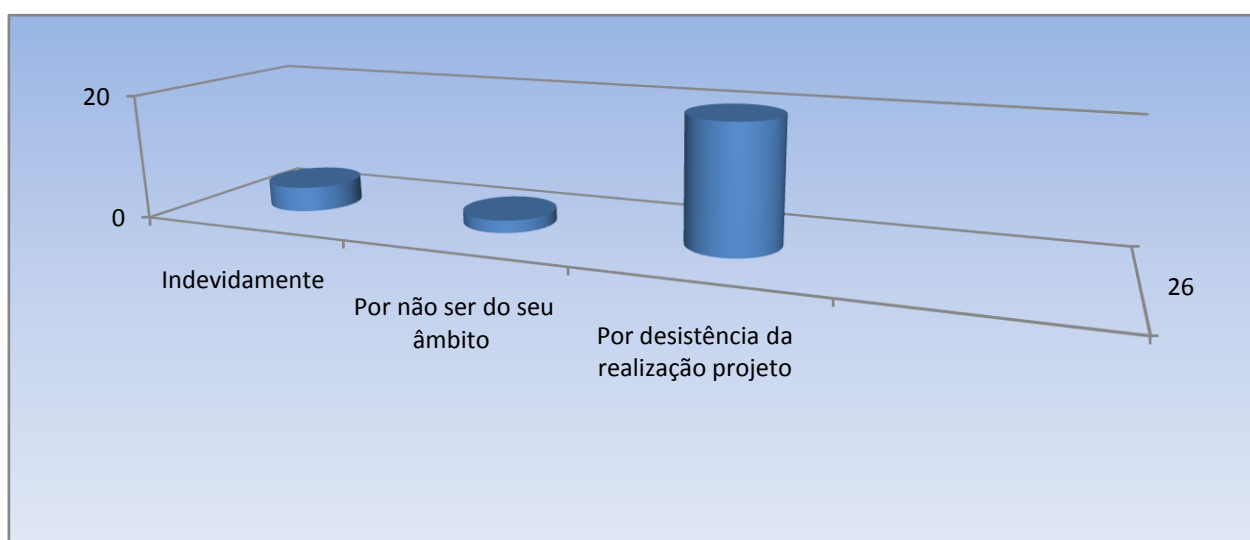 20
0
Indevidamente
Por não ser do seu
âmbito
Por desistência da
realização projeto
26